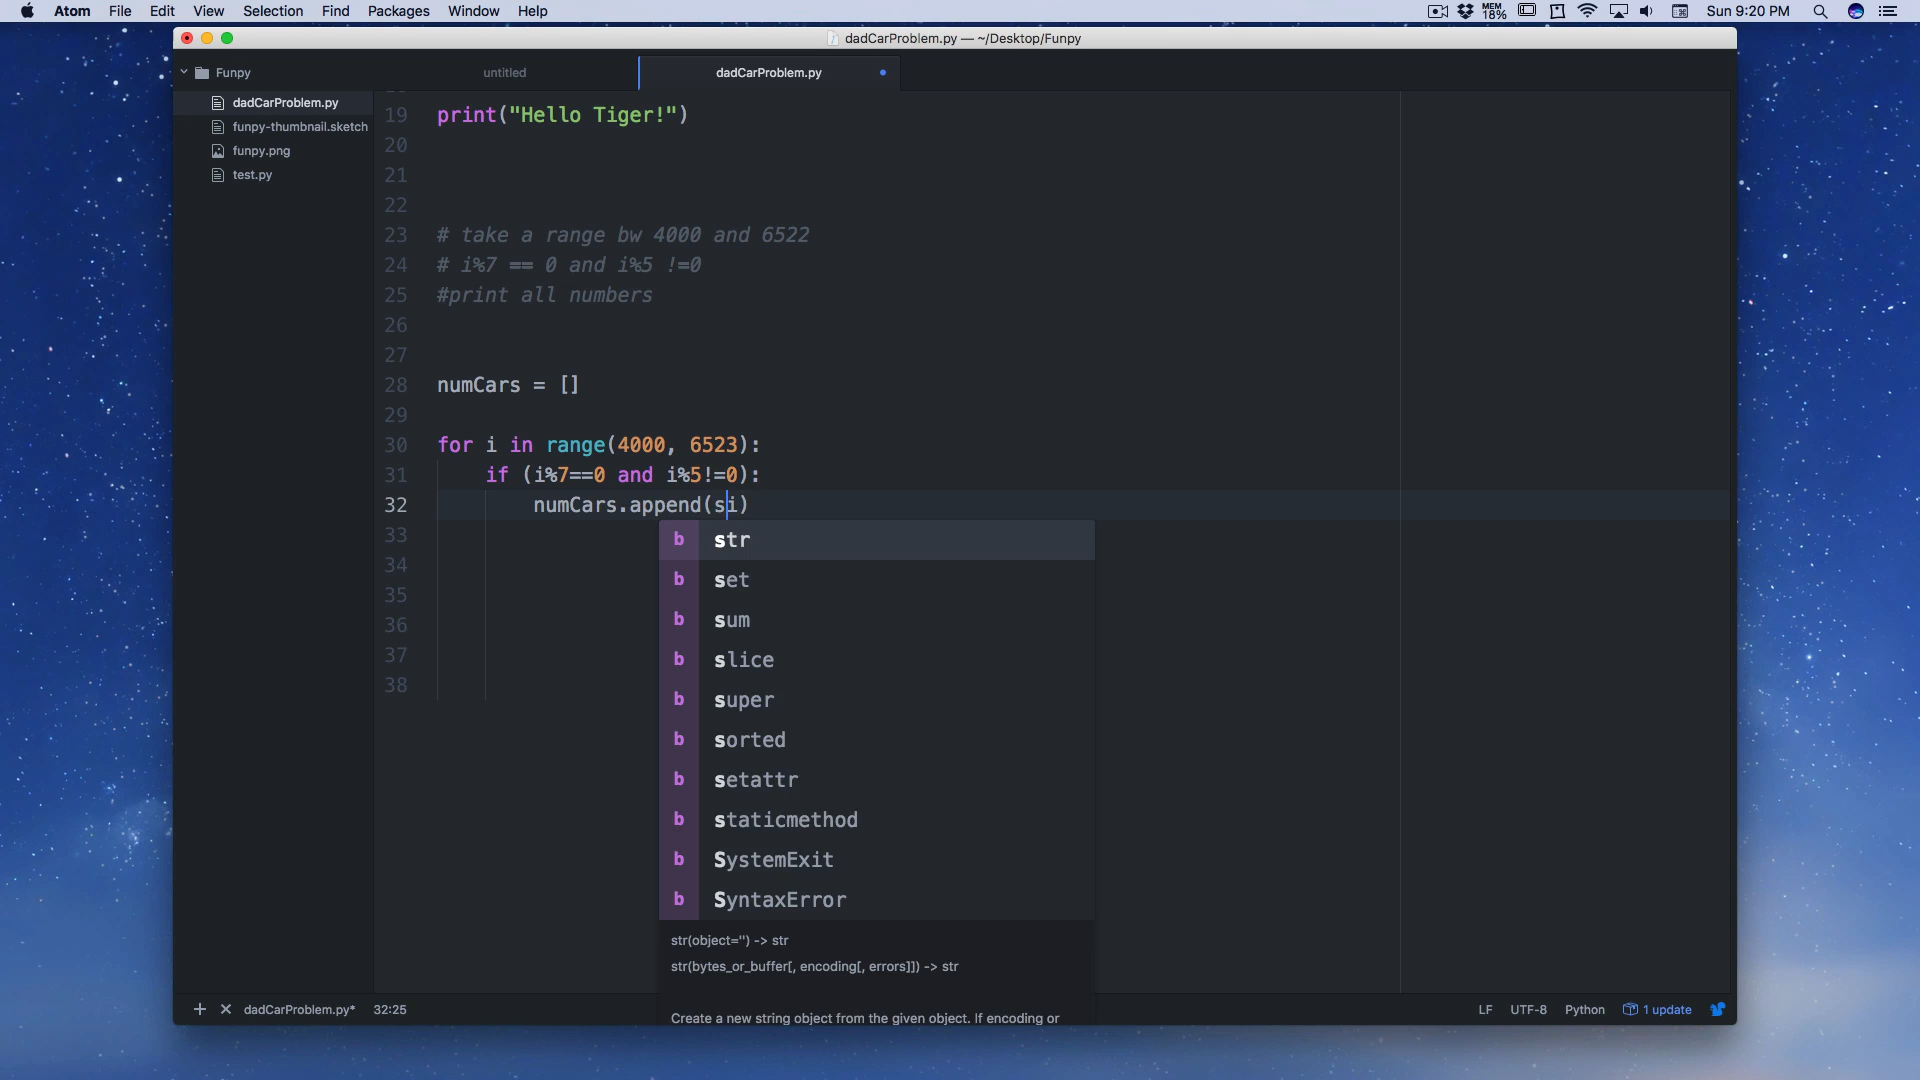 Atom File Edit View Selection Find Packages Window Help MEM 18% Sun 9:20 PM
dadCarProblem.py — ~/Desktop/Funpy
Funpy
dadCarProblem.py
funpy-thumbnail.sketch
funpy.png
test.py
untitled dadCarProblem.py
19 print("Hello Tiger!")
20
21
22
23 # take a range bw 4000 and 6522
24 # i%7 == 0 and i%5 !=0
25 #print all numbers
26
27
28 numCars = []
29
30 for i in range(4000, 6523):
31 if (i%7==0 and i%5!=0):
32 numCars.append(si)
33
34
35
36
37
38
b str
b set
b sum
b slice
b super
b sorted
b setattr
b staticmethod
b SystemExit
b SyntaxError
str(object='') -> str
str(bytes_or_buffer[, encoding[, errors]]) -> str
Create a new string object from the given object. If encoding or
dadCarProblem.py* 32:25 LF UTF-8 Python 1 update